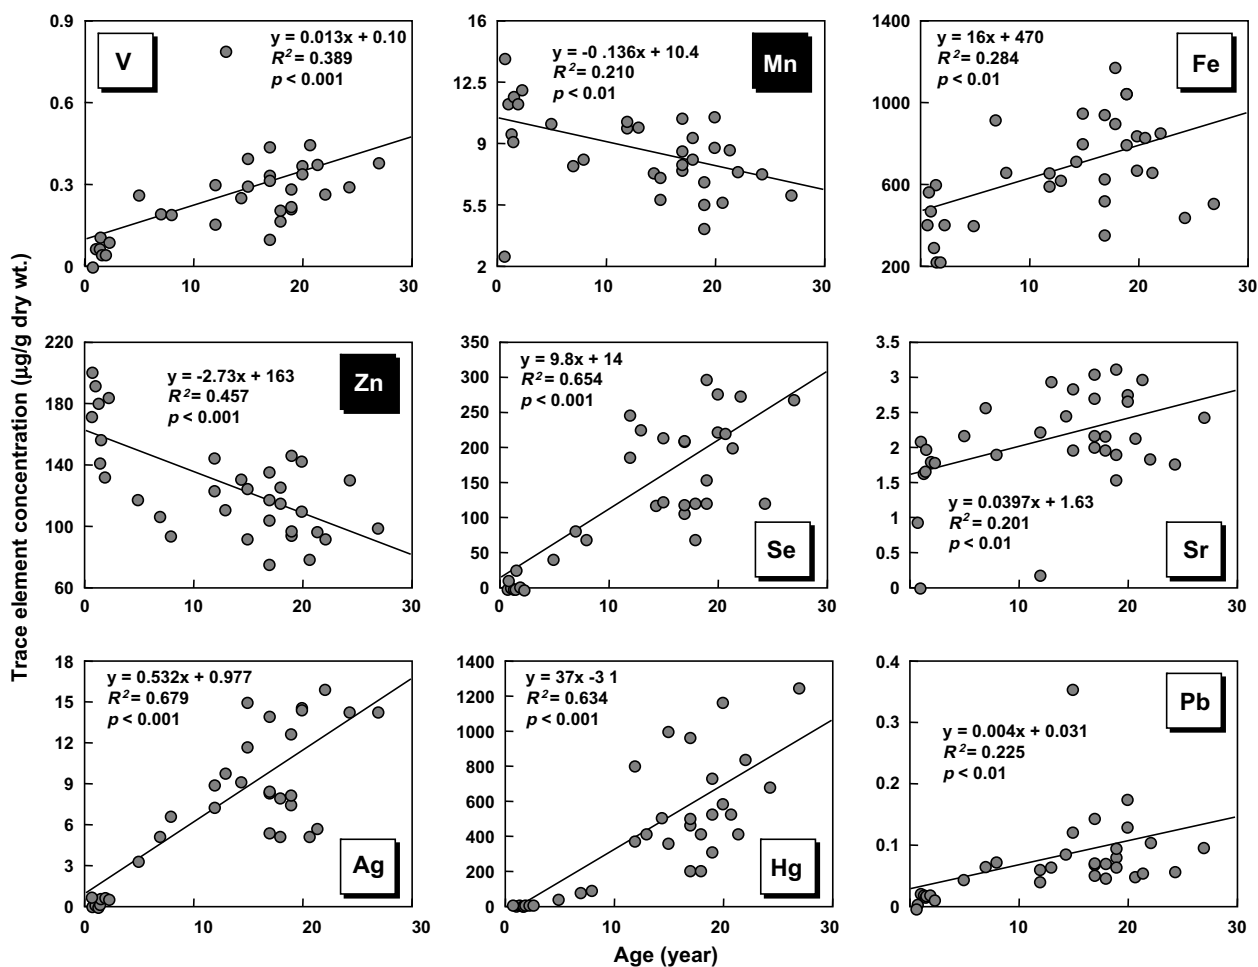 Trace element concentration (μg/g dry wt.)
0.9
0.6
0.3
0
0
10
20
30
V
y = 0.013x + 0.10
R² = 0.389
p < 0.001
16
12.5
9
5.5
2
0
10
20
30
y = -0 .136x + 10.4
R² = 0.210
p < 0.01
Mn
1400
1000
600
200
0
10
20
30
y = 16x + 470
R² = 0.284
p < 0.01
Fe
220
180
140
100
60
0
10
20
30
y = -2.73x + 163
R² = 0.457
p < 0.001
Zn
350
300
250
200
150
100
50
0
0
10
20
30
y = 9.8x + 14
R² = 0.654
p < 0.001
Se
3.5
3
2.5
2
1.5
1
0.5
0
10
20
30
y = 0.0397x + 1.63
R² = 0.201
p < 0.01
Sr
18
15
12
9
6
3
0
0
10
20
30
y = 0.532x + 0.977
R² = 0.679
p < 0.001
Ag
1400
1200
1000
800
600
400
200
0
0
10
20
30
y = 37x -3 1
R² = 0.634
p < 0.001
Hg
0.4
0.3
0.2
0.1
0
0
10
20
30
y = 0.004x + 0.031
R² = 0.225
p < 0.01
Pb
Age (year)